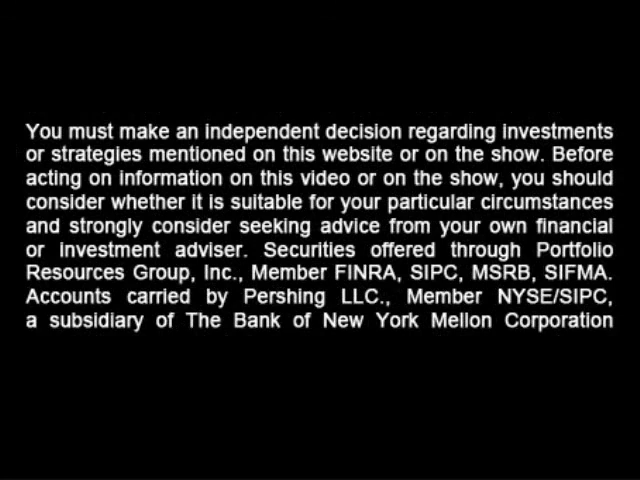 You must make an independent decision regarding investments
or strategies mentioned on this website or on the show. Before
acting on information on this video or on the show, you should
consider whether it is suitable for your particular circumstances
and strongly consider seeking advice from your own financial
or investment adviser. Securities offered through Portfolio
Resources Group, Inc., Member FINRA, SIPC, MSRB, SIFMA.
Accounts carried by Pershing LLC., Member NYSE/SIPC,
a subsidiary of The Bank of New York Mellon Corporation